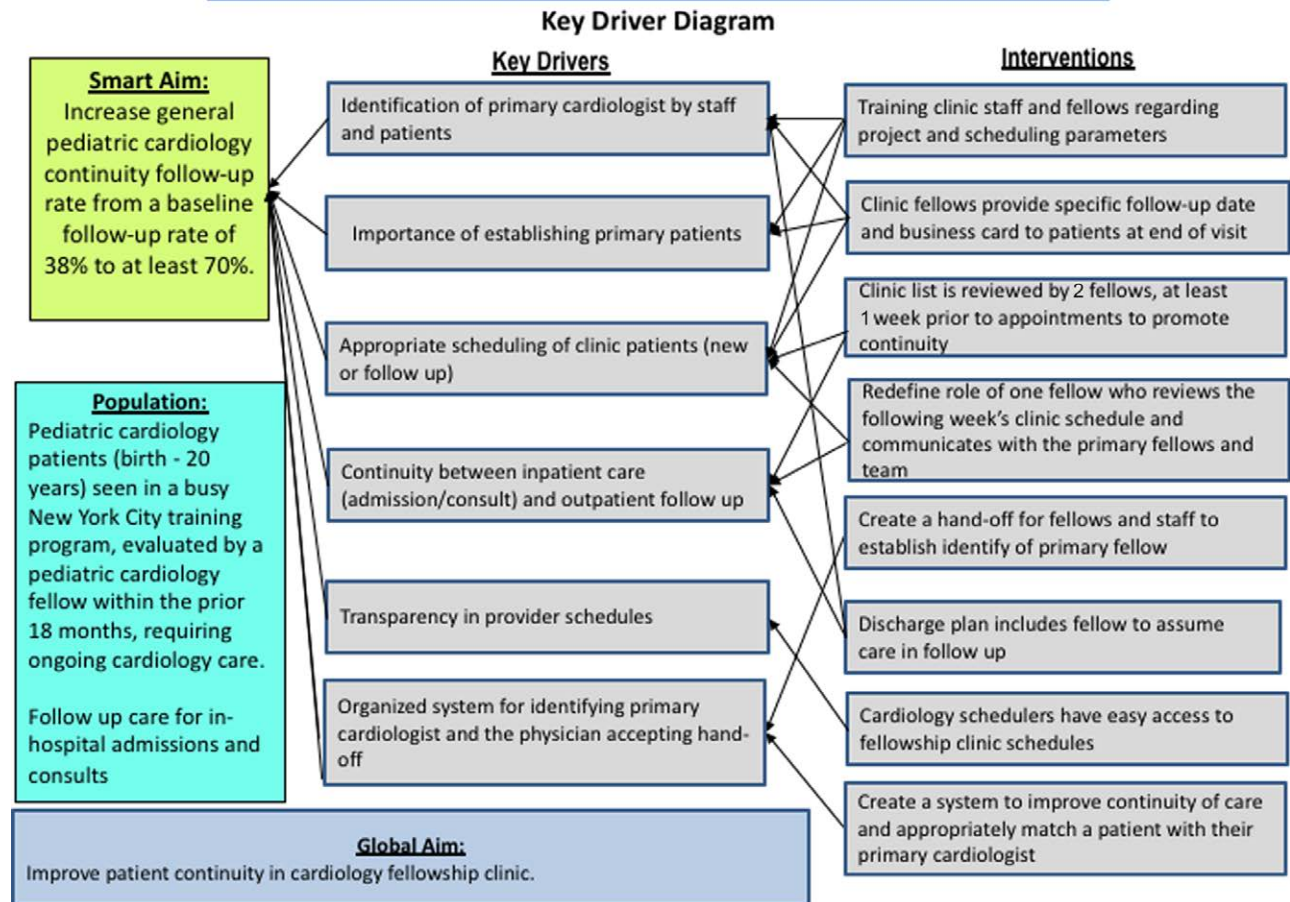 Key Driver Diagram
Smart Aim:
Increase general
pediatric cardiology
continuity follow-up
rate from a baseline
follow-up rate of
38% to at least 70%.
Population:
Pediatric cardiology
patients (birth - 20
years) seen in a busy
New York City training
program, evaluated by a
pediatric cardiology
fellow within the prior
18 months, requiring
ongoing cardiology care.
Follow up care for in-
hospital admissions and
consults
Global Aim:
Improve patient continuity in cardiology fellowship clinic.
Key Drivers
Identification of primary cardiologist by staff
and patients
Importance of establishing primary patients
Appropriate scheduling of clinic patients (new
or follow up)
Continuity between inpatient care
(admission/consult) and outpatient follow up
Transparency in provider schedules
Organized system for identifying primary
cardiologist and the physician accepting hand-
off
Interventions
Training clinic staff and fellows regarding
project and scheduling parameters
Clinic fellows provide specific follow-up date
and business card to patients at end of visit
Clinic list is reviewed by 2 fellows, at least
1 week prior to appointments to promote
continuity
Redefine role of one fellow who reviews the
following week's clinic schedule and
communicates with the primary fellows and
team
Create a hand-off for fellows and staff to
establish identify of primary fellow
Discharge plan includes fellow to assume
care in follow up
Cardiology schedulers have easy access to
fellowship clinic schedules
Create a system to improve continuity of care
and appropriately match a patient with their
primary cardiologist